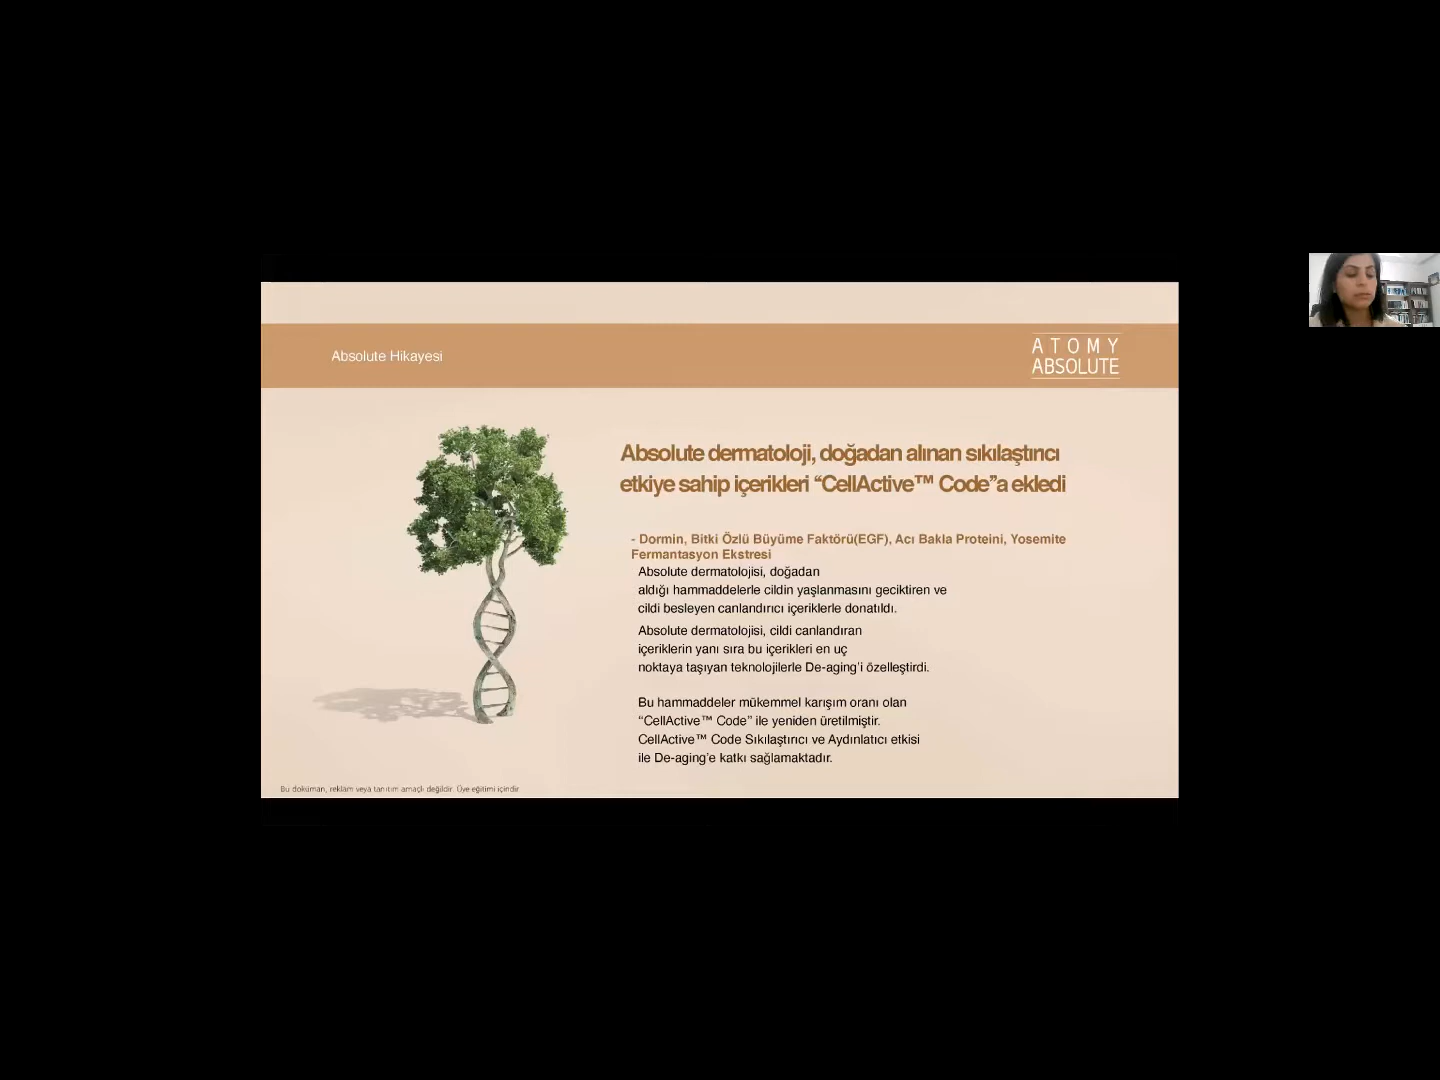 Absolute Hikayesi
ATOMY
ABSOLUTE
Absolute dermatoloji, doğadan alınan sıkılaştırıcı
etkiye sahip içerikleri “CellActive™ Code”a ekledi
- Dormin, Bitki Özlü Büyüme Faktörü(EGF), Acı Bakla Proteini, Yosemite
Fermantasyon Ekstresi
Absolute dermatolojisi, doğadan
aldığı hammaddelerle cildin yaşlanmasını geciktiren ve
cildi besleyen canlandırıcı içeriklerle donatıldı.
Absolute dermatolojisi, cildi canlandıran
içeriklerin yanı sıra bu içerikleri en uç
noktaya taşıyan teknolojilerle De-aging’i özelleştirdi.
Bu hammaddeler mükemmel karışım oranı olan
“CellActive™ Code” ile yeniden üretilmiştir.
CellActive™ Code Sıkılaştırıcı ve Aydınlatıcı etkisi
ile De-aging’e katkı sağlamaktadır.
Bu doküman, reklam veya tanıtım amaçlı değildir. Üye eğitimi içindir